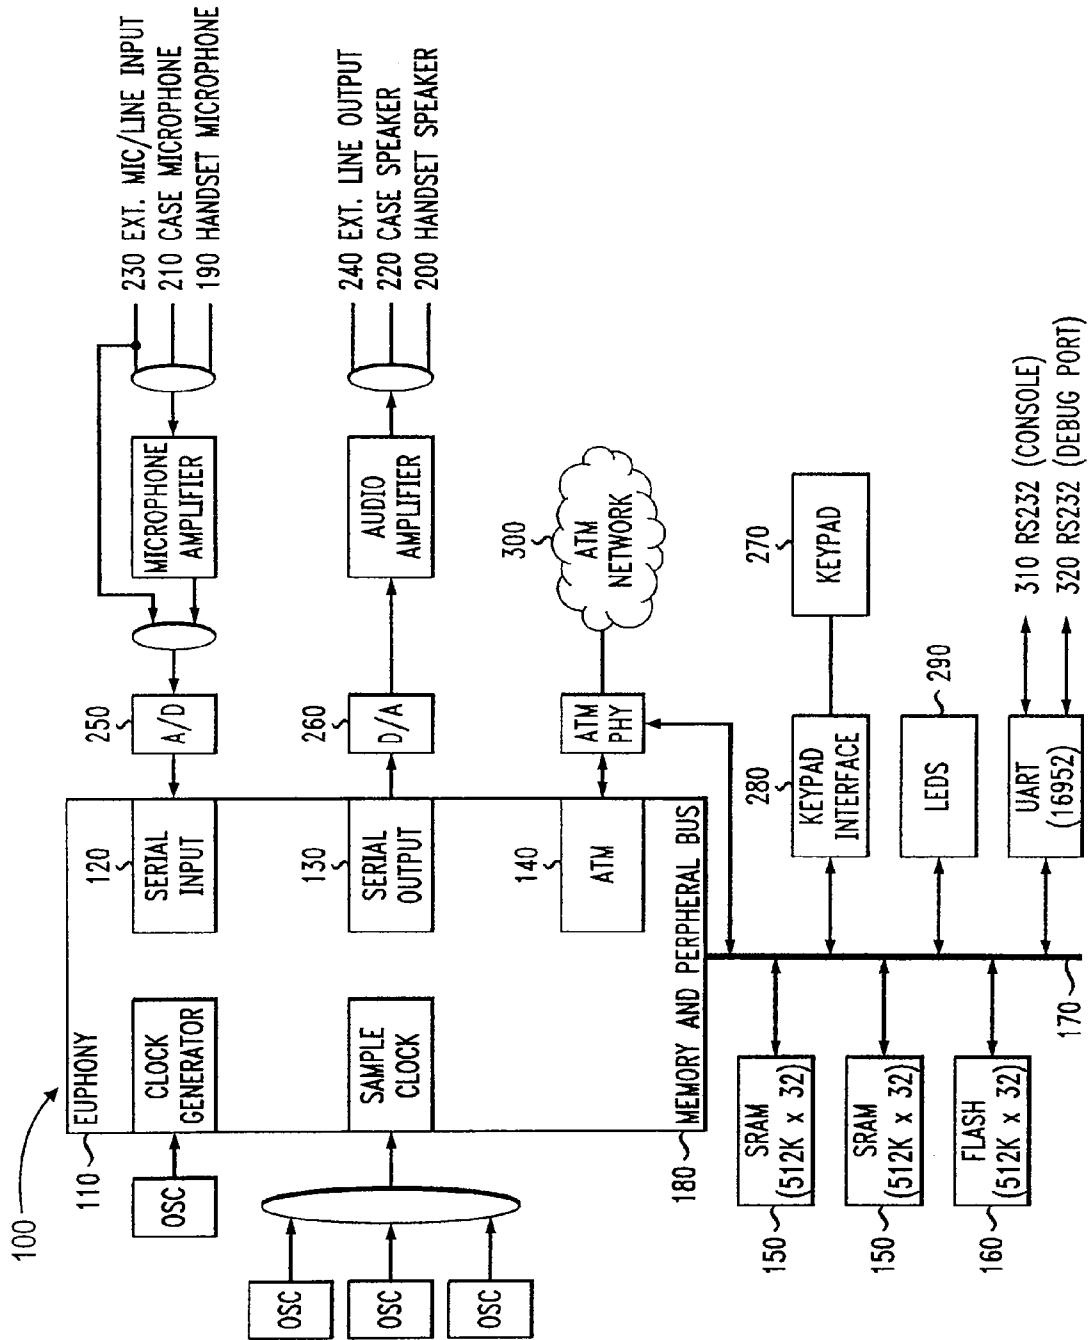 100
OSC
110
EUPHONY
CLOCK
GENERATOR
120
SERIAL
INPUT
250
A/D
MICROPHONE
AMPLIFIER
230 EXT. MIC/LINE INPUT
210 CASE MICROPHONE
190 HANDSET MICROPHONE
OSC
OSC
OSC
SAMPLE
CLOCK
130
SERIAL
OUTPUT
260
D/A
AUDIO
AMPLIFIER
240 EXT. LINE OUTPUT
220 CASE SPEAKER
200 HANDSET SPEAKER
140
ATM
ATM
PHY
300
ATM
NETWORK
180
MEMORY AND PERPHERAL BUS
150
SRAM
(512K x 32)
280
KEYPAD
INTERFACE
270
KEYPAD
150
SRAM
(512K x 32)
LEDS
290
160
FLASH
(512K x 32)
UART
(16952)
310 RS232 (CONSOLE)
320 RS232 (DEBUG PORT)
170